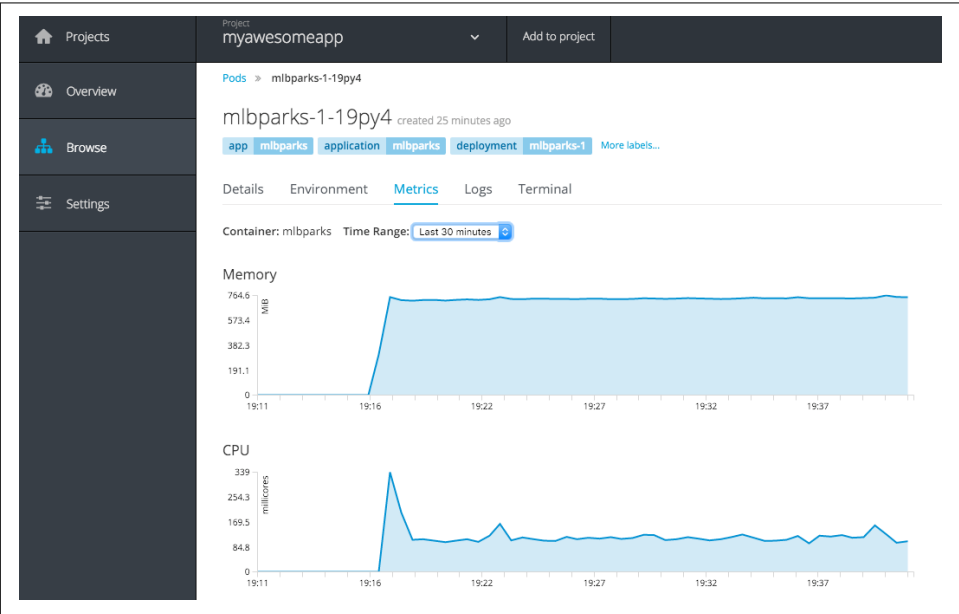 Projects
Project
myawesomeapp
Add to project
Overview
Browse
Settings
Pods » mlbparks-1-19py4
mlbparks-1-19py4 created 25 minutes ago
app mlbparks application mlbparks deployment mlbparks-1 More labels...
Details Environment Metrics Logs Terminal
Container: mlbparks Time Range: Last 30 minutes
Memory
764.6
MiB
573.4
382.3
191.1
0
19:11 19:16 19:22 19:27 19:32 19:37
CPU
339
millicores
254.3
169.5
84.8
0
19:11 19:16 19:22 19:27 19:32 19:37